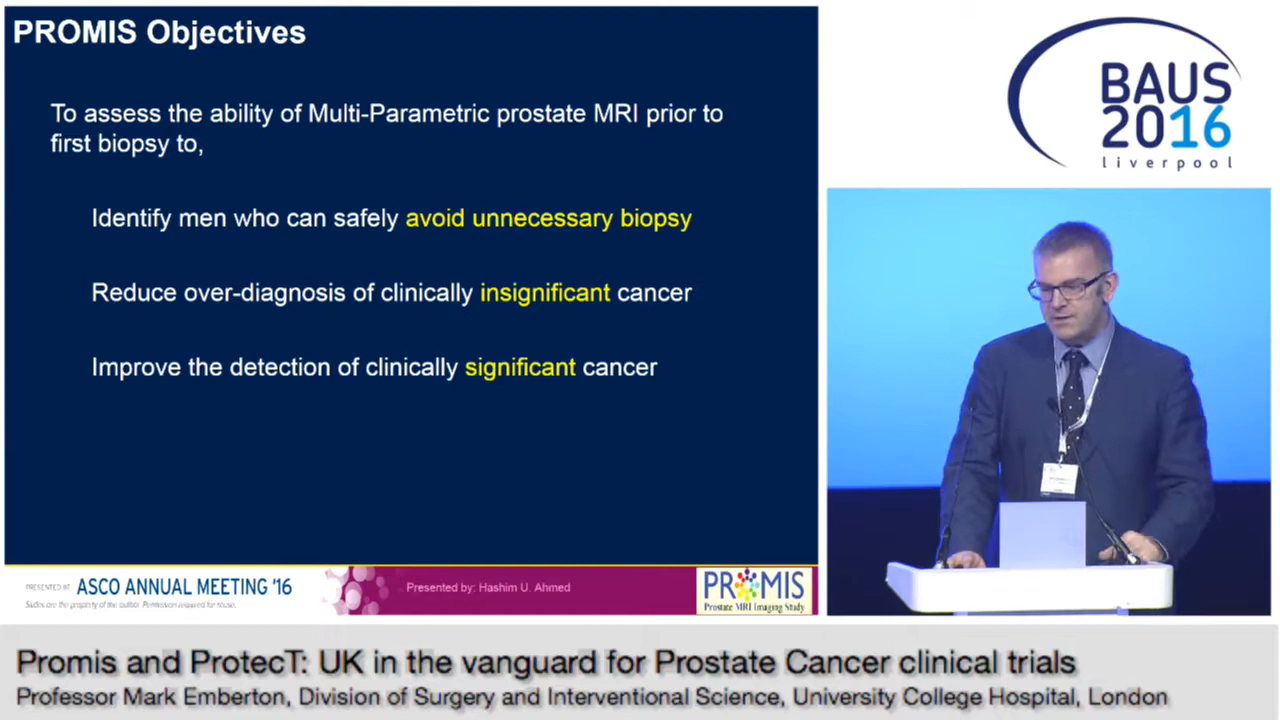 PROMIS Objectives
To assess the ability of Multi-Parametric prostate MRI prior to
first biopsy to,
Identify men who can safely avoid unnecessary biopsy
Reduce over-diagnosis of clinically insignificant cancer
Improve the detection of clinically significant cancer
PRESENTED AT: ASCO ANNUAL MEETING '16
Slides are the property of the author. Permission required for reuse.
Presented by: Hashim U. Ahmed
PROMIS
Prostate MRI Imaging Study
BAUS
2016
liverpool
Promis and ProtecT: UK in the vanguard for Prostate Cancer clinical trials
Professor Mark Emberton, Division of Surgery and Interventional Science, University College Hospital, London